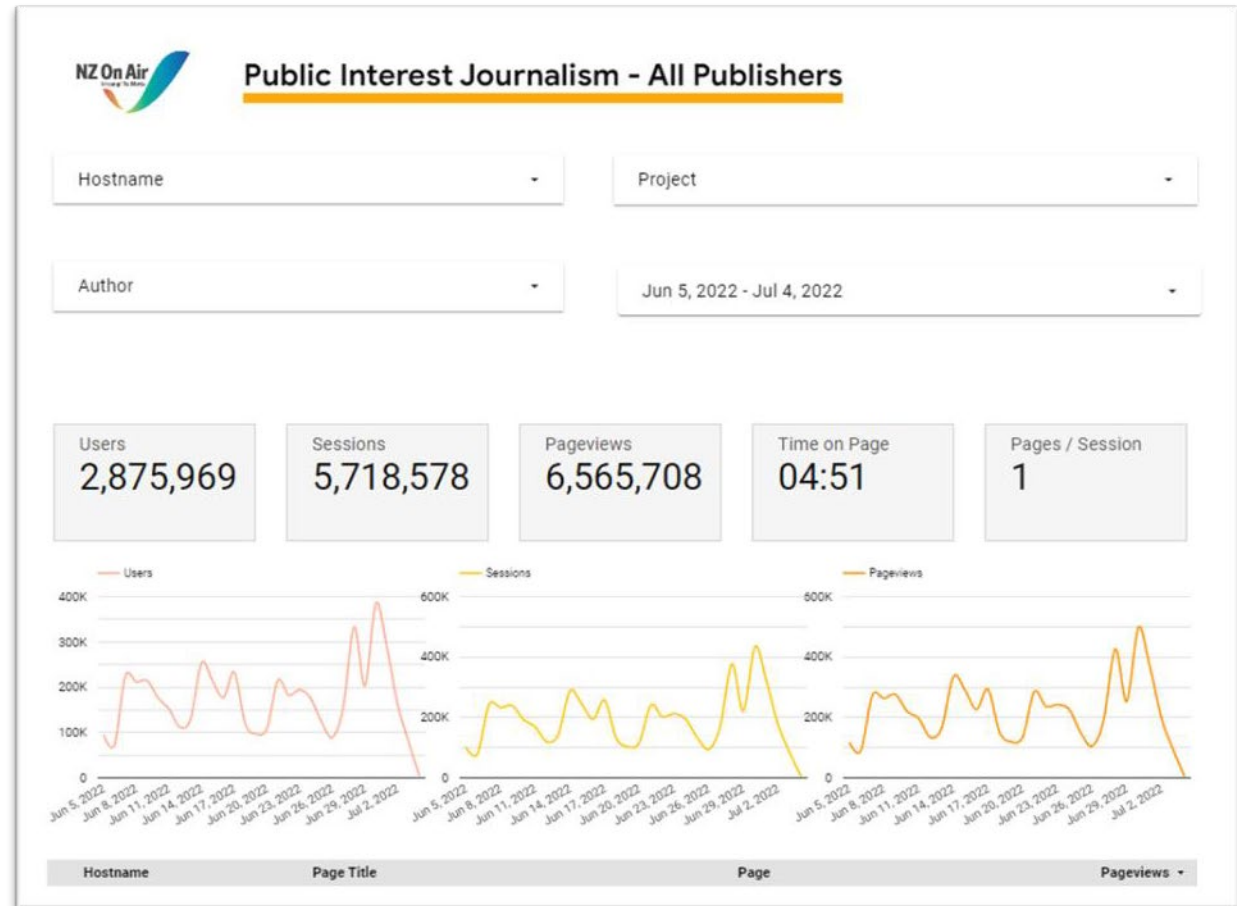 NZ On Air
Public Interest Journalism - All Publishers
Hostname
Project
Author
Jun 5, 2022 - Jul 4, 2022
Users
2,875,969
Sessions
5,718,578
Pageviews
6,565,708
Time on Page
04:51
Pages / Session
1
Users
400K
300K
200K
100K
0
Jun 5, 2022
Jun 8, 2022
Jun 11, 2022
Jun 14, 2022
Jun 17, 2022
Jun 20, 2022
Jun 23, 2022
Jun 26, 2022
Jun 29, 2022
Jul 2, 2022
Sessions
600K
400K
200K
0
Jun 5, 2022
Jun 8, 2022
Jun 11, 2022
Jun 14, 2022
Jun 17, 2022
Jun 20, 2022
Jun 23, 2022
Jun 26, 2022
Jun 29, 2022
Jul 2, 2022
Pageviews
600K
400K
200K
0
Jun 5, 2022
Jun 8, 2022
Jun 11, 2022
Jun 14, 2022
Jun 17, 2022
Jun 20, 2022
Jun 23, 2022
Jun 26, 2022
Jun 29, 2022
Jul 2, 2022
Hostname Page Title Page Pageviews